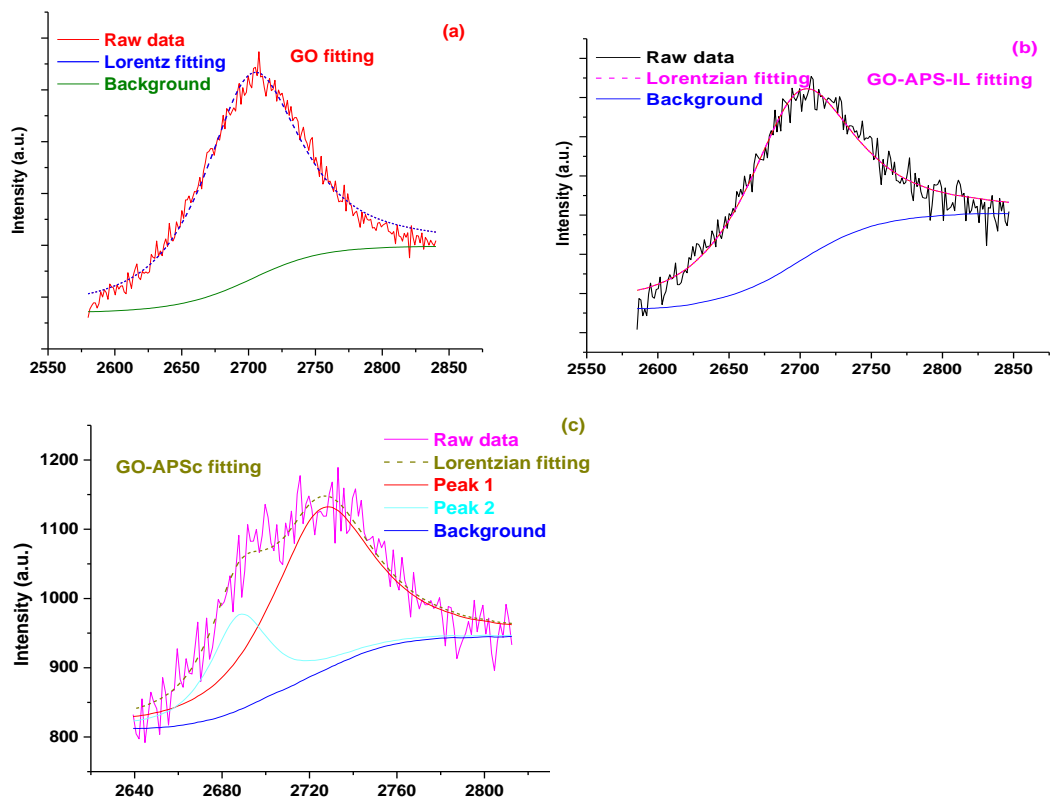 (a)
Raw data
Lorentz fitting
Background
GO fitting
Intensity (a.u.)
2550 2600 2650 2700 2750 2800 2850
(b)
Raw data
Lorentzian fitting
Background
GO-APS-IL fitting
Intensity (a.u.)
2550 2600 2650 2700 2750 2800 2850
(c)
Raw data
Lorentzian fitting
Peak 1
Peak 2
Background
GO-APSc fitting
Intensity (a.u.)
1200
1100
1000
900
800
2640 2680 2720 2760 2800